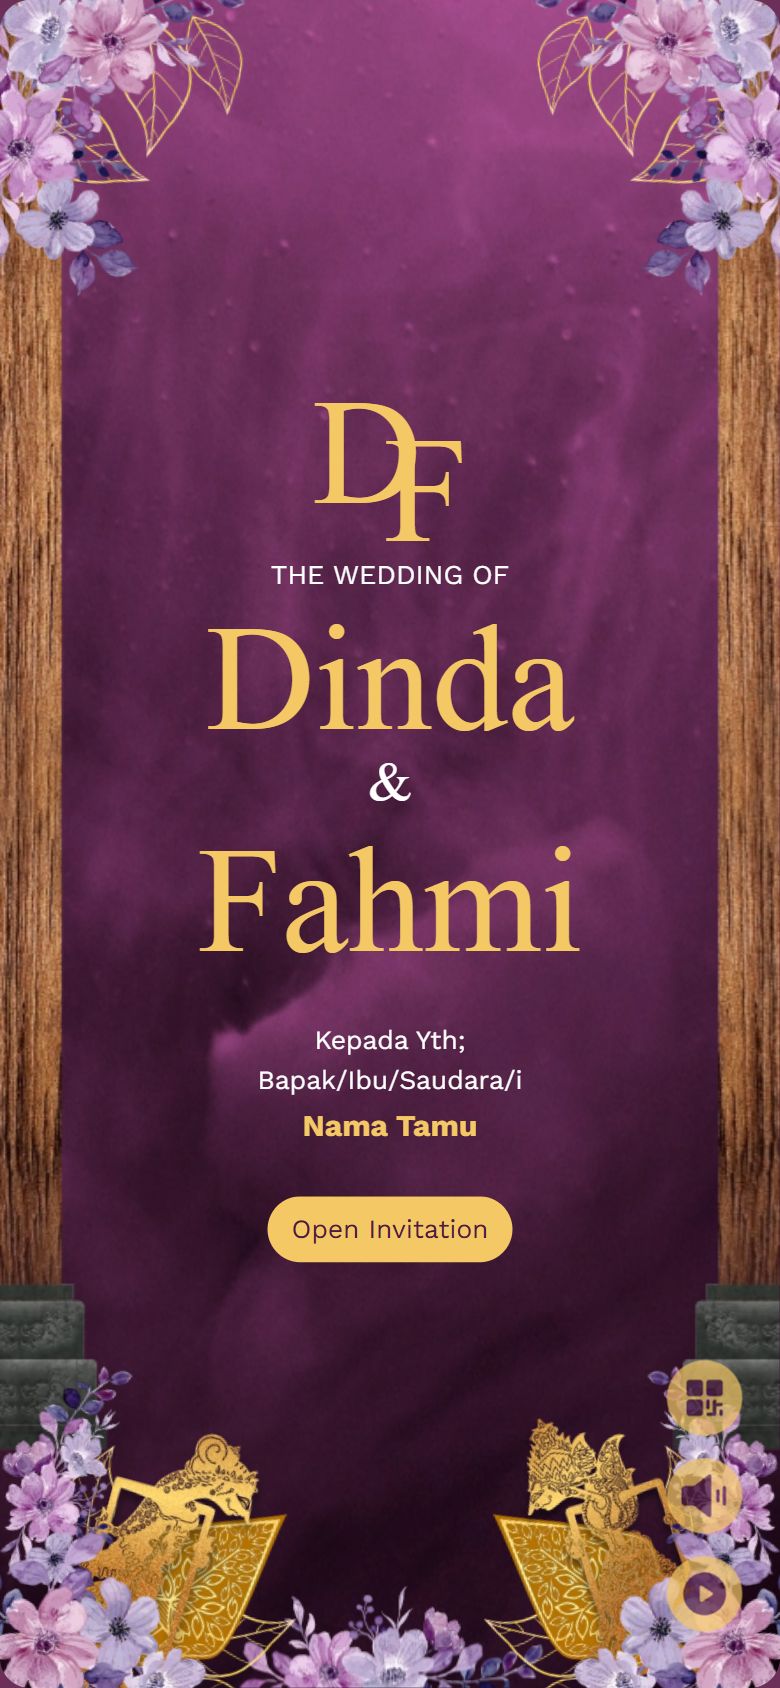 DF
THE WEDDING OF
Dinda
&
Fahmi
Kepada Yth;
Bapak/Ibu/Saudara/i
Nama Tamu
Open Invitation